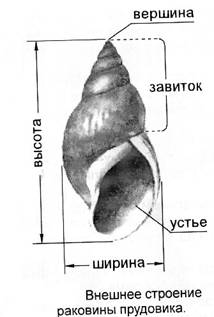 вершина
завиток
высота
устье
ширина
Внешнее строение
раковины прудовика.